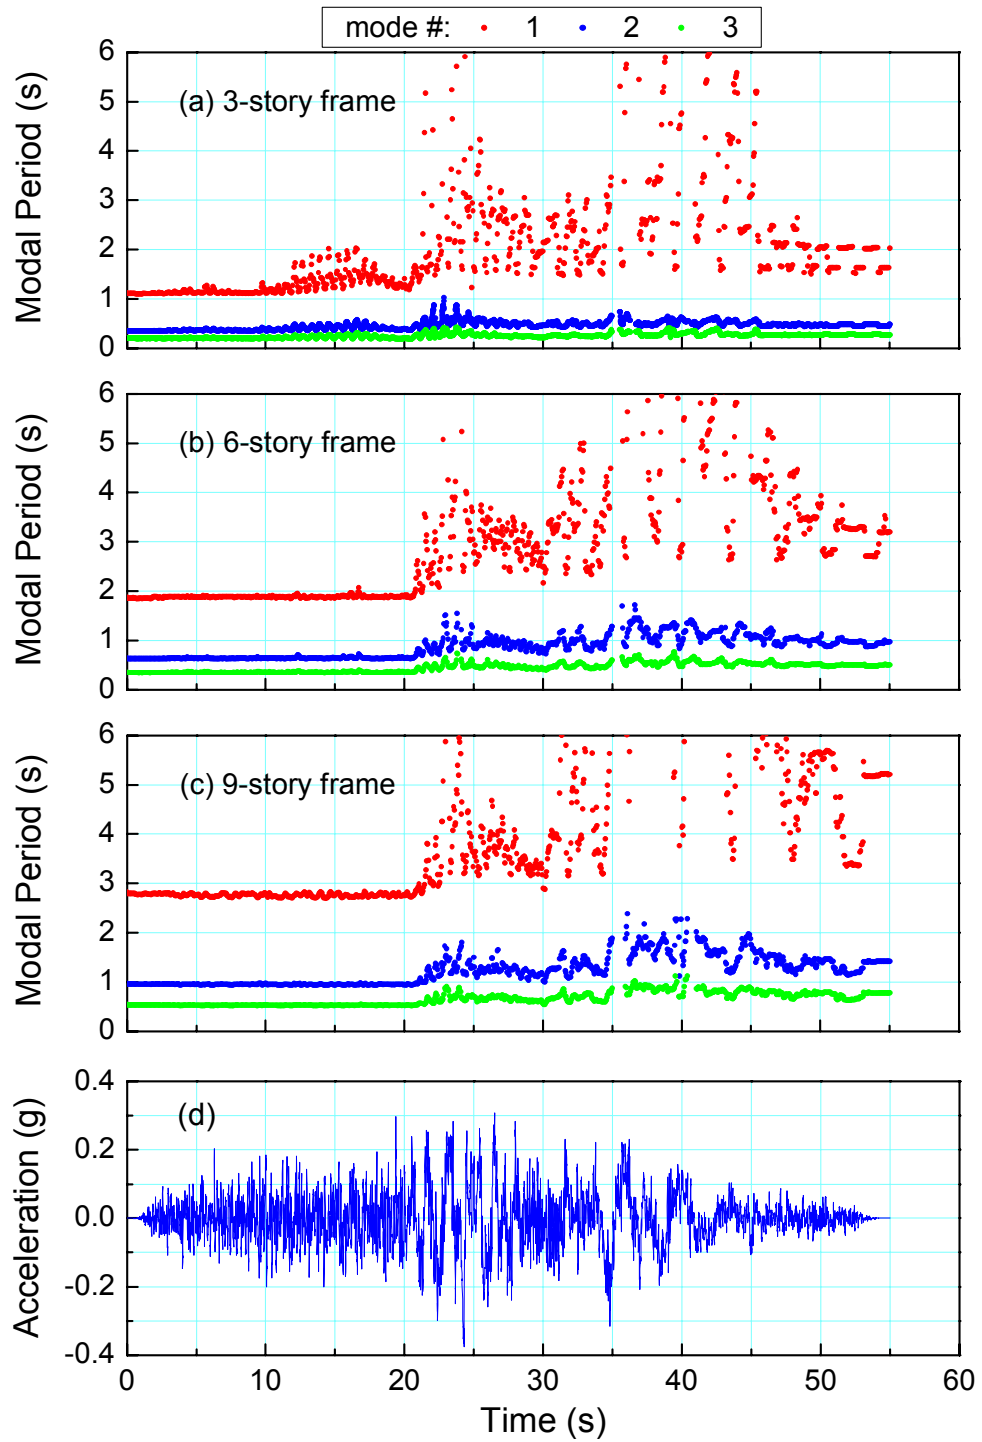 mode #: 1 2 3
Modal Period (s)
6
5
4
3
2
1
0
(a) 3-story frame
Modal Period (s)
6
5
4
3
2
1
0
(b) 6-story frame
Modal Period (s)
6
5
4
3
2
1
0
(c) 9-story frame
Acceleration (g)
0.4
0.2
0.0
-0.2
-0.4
(d)
0 10 20 30 40 50 60
Time (s)